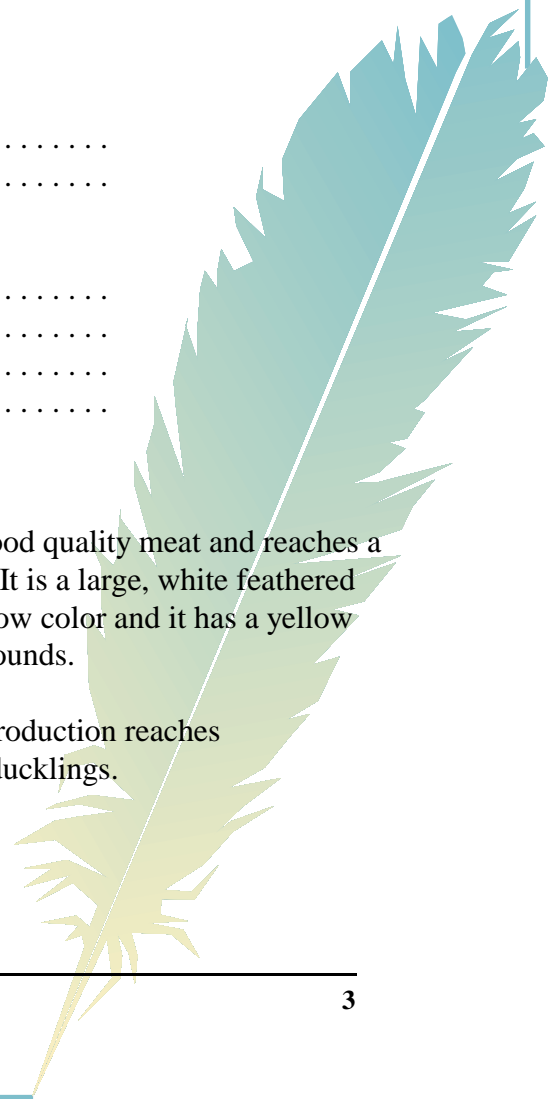 . . . . . . .
. . . . . . .
. . . . . . .
. . . . . . .
. . . . . . .
. . . . . . .
ood quality meat and reaches a
It is a large, white feathered
ow color and it has a yellow
ounds.
roduction reaches
ducklings.
3